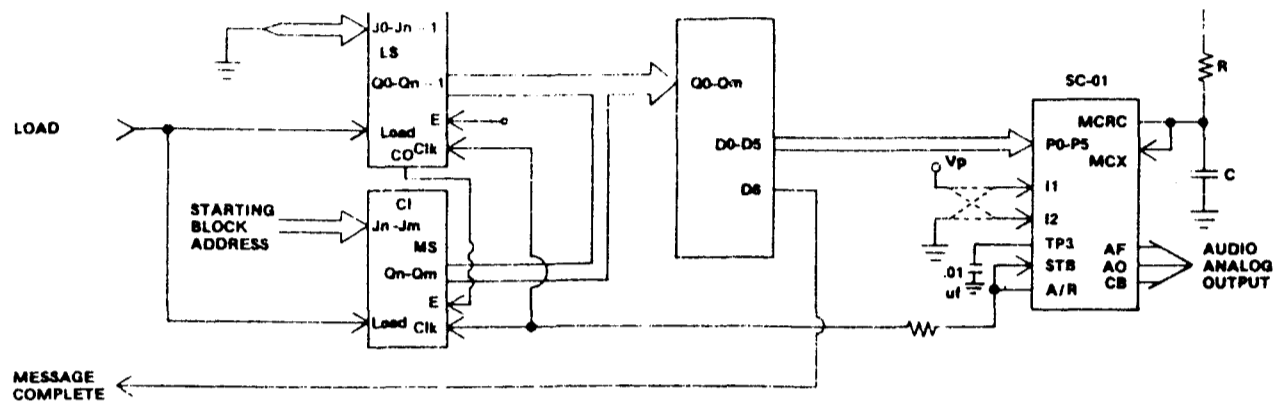 J0-Jn - 1
LS
Q0-Qn - 1
LOAD
Load
E
Clk
CO
CI
STARTING
BLOCK
ADDRESS
Jn-Jm
MS
Qn-Qm
E
Load
Clk
MESSAGE
COMPLETE
Q0-Qm
D0-D5
D6
SC-01
R
MCRC
P0-P5
MCX
C
Vp
I1
I2
TP3
.01
uf
STB
A/R
AF
AO
CB
AUDIO
ANALOG
OUTPUT